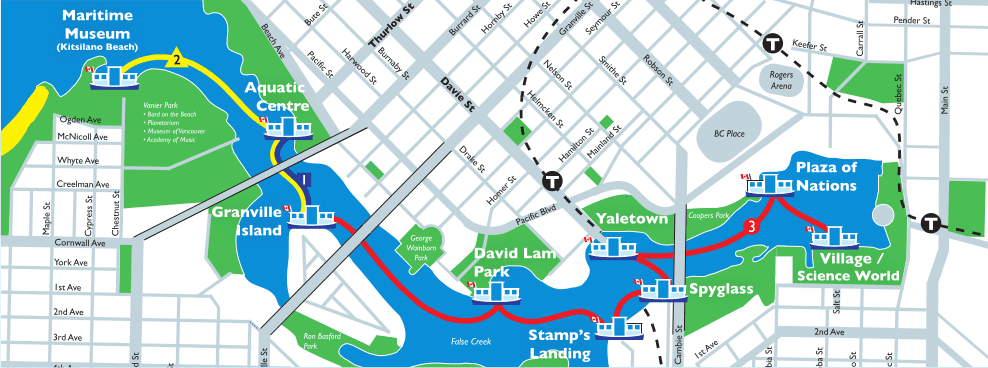 Maritime
Museum
(Kitsilano Beach)
2
Aquatic
Centre
1
Granville
Island
Vanier Park
• Bard on the Beach
• Planetarium
• Museum of Vancouver
• Academy of Music
Ogden Ave
McNicoll Ave
Whyte Ave
Creelman Ave
Maple St
Cypress St
Chestnut St
Cornwall Ave
York Ave
1st Ave
2nd Ave
3rd Ave
Beach Ave
Bute St
Thurlow St
Pacific St
Harwood St
Burnaby St
Davie St
Burrard St
Hornby St
Howe St
Granville St
Seymour St
Nelson St
Smithe St
Robson St
Helmcken St
Hamilton St
Mainland St
Drake St
Homer St
Pacific Blvd
T
T
T
Keefer St
Carrall St
Hastings St
Pender St
Quebec St
Main St
Rogers
Arena
BC Place
George
Wainborn
Park
David Lam
Park
Yaletown
Coopers Park
3
Plaza of
Nations
Village /
Science World
Spyglass
Stamp's
Landing
False Creek
Ron Basford
Park
Cambie St
1st Ave
2nd Ave
Salt St